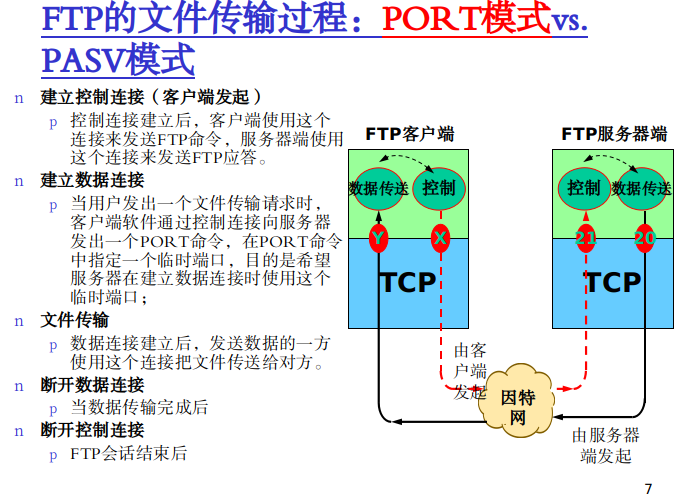 FTP的文件传输过程：PORT模式vs.
PASV模式
n 建立控制连接（客户端发起）
p 控制连接建立后，客户端使用这个
连接来发送FTP命令，服务器端使用
这个连接来发送FTP应答。
n 建立数据连接
p 当用户发出一个文件传输请求时，
客户端软件通过控制连接向服务器
发出一个PORT命令，在PORT命令
中指定一个临时端口，目的是希望
服务器在建立数据连接时使用这个
临时端口；
n 文件传输
p 数据连接建立后，发送数据的一方
使用这个连接把文件传送给对方。
n 断开数据连接
p 当数据传输完成后
n 断开控制连接
p FTP会话结束后
FTP客户端
数据传送
控制
Y
X
TCP
FTP服务器端
控制
数据传送
21
20
TCP
由客
户端
发起
因特
网
由服务器
端发起
7